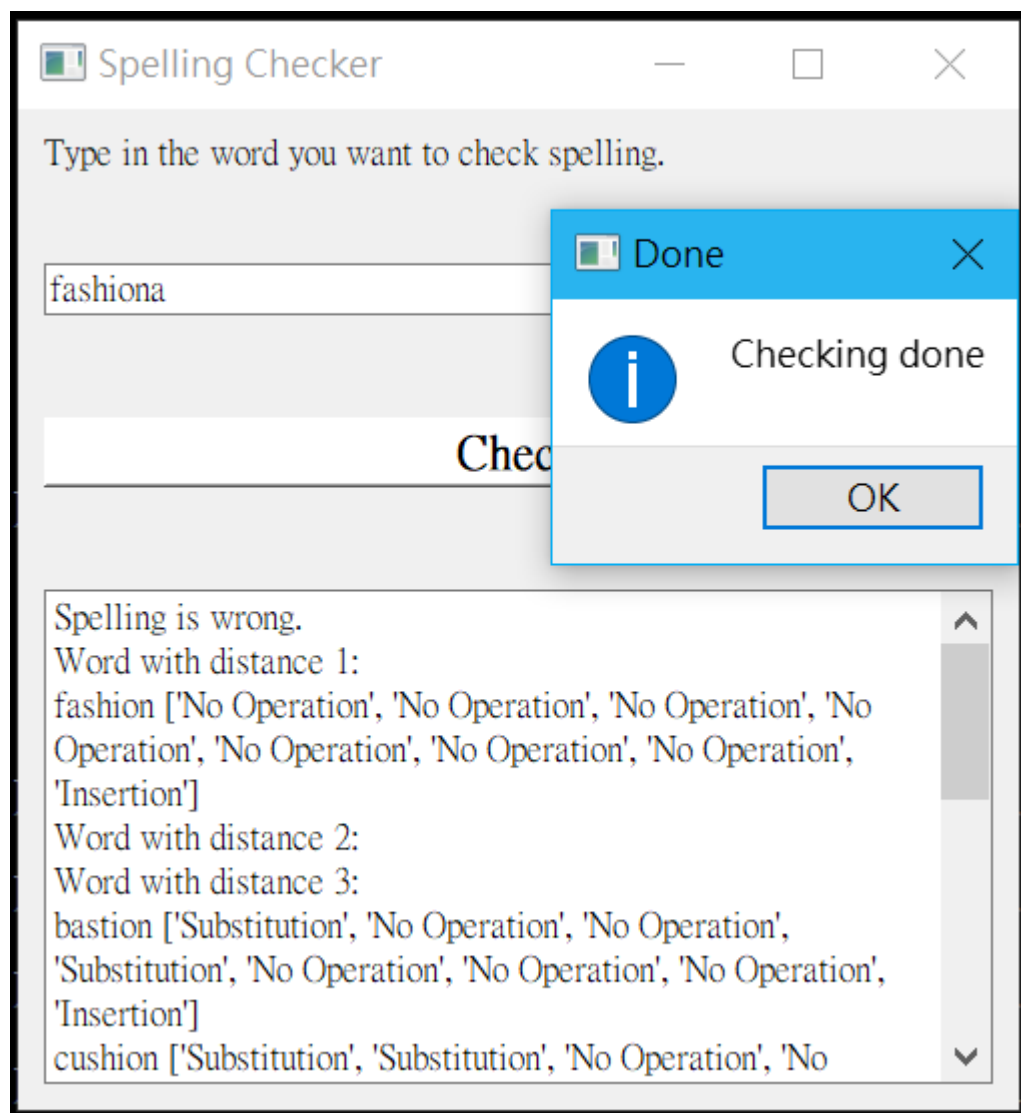 Spelling Checker
Type in the word you want to check spelling.
fashiona
Done
Checking done
OK
Chec
Spelling is wrong.
Word with distance 1:
fashion ['No Operation', 'No Operation', 'No Operation', 'No
Operation', 'No Operation', 'No Operation', 'No Operation',
'Insertion']
Word with distance 2:
Word with distance 3:
bastion ['Substitution', 'No Operation', 'No Operation',
'Substitution', 'No Operation', 'No Operation', 'No Operation',
'Insertion']
cushion ['Substitution', 'Substitution', 'No Operation', 'No